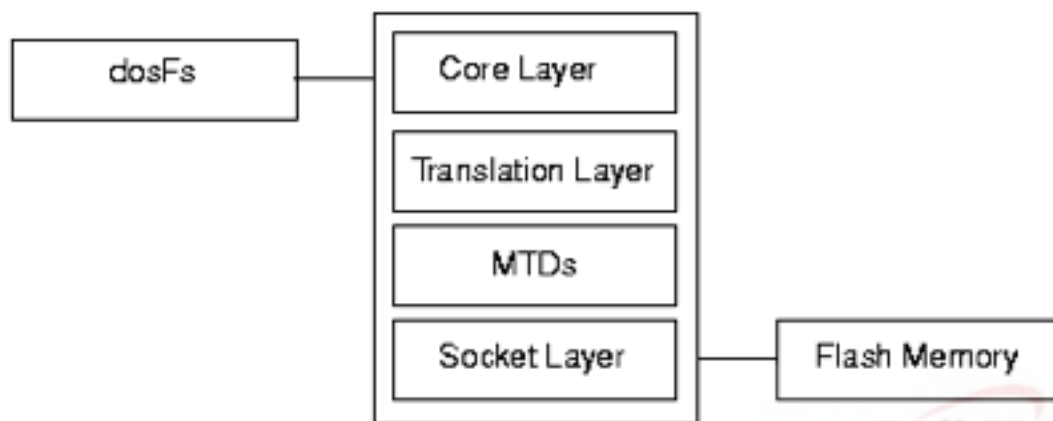 dosFs
Core Layer
Translation Layer
MTDs
Socket Layer
Flash Memory